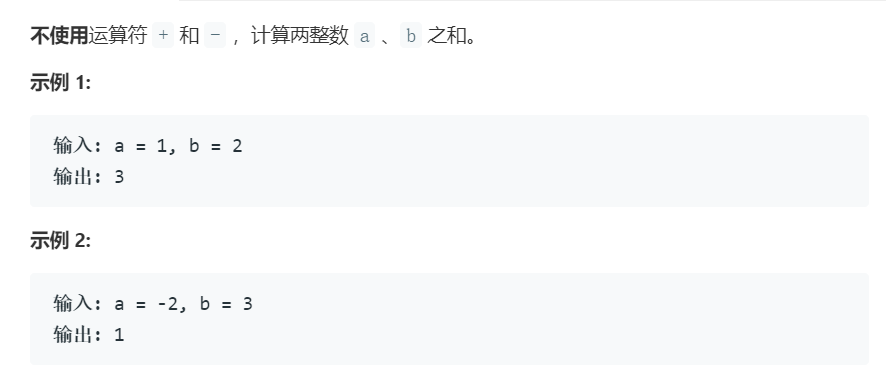 不使用运算符 + 和 - ，计算两整数 a 、b 之和。
示例 1:
输入: a = 1, b = 2
输出: 3
示例 2:
输入: a = -2, b = 3
输出: 1